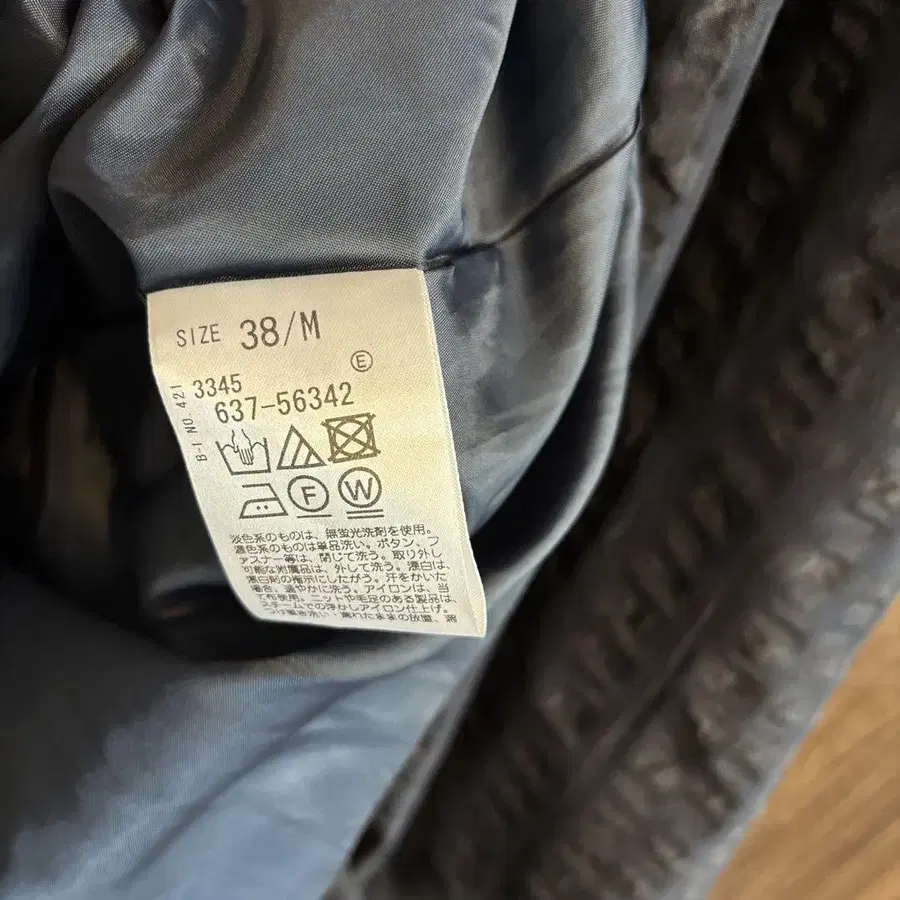 SIZE 38/M
E
B-I NO 421
3345
637-56342
F W
淡色系のものは、無蛍光洗剤を使用。
濃色系のものは単品洗い。ボタン、フ
ァスナー等は、閉じて洗う。取り外し
可能な附属品は、外して洗う。漂白は、
漂白剤の指示にしたがう。汗をかいた
場合、速やかに洗う。アイロンは、当
て布使用。ニットや毛足のある製品は、
スチームでの浮かしアイロン仕上げ。